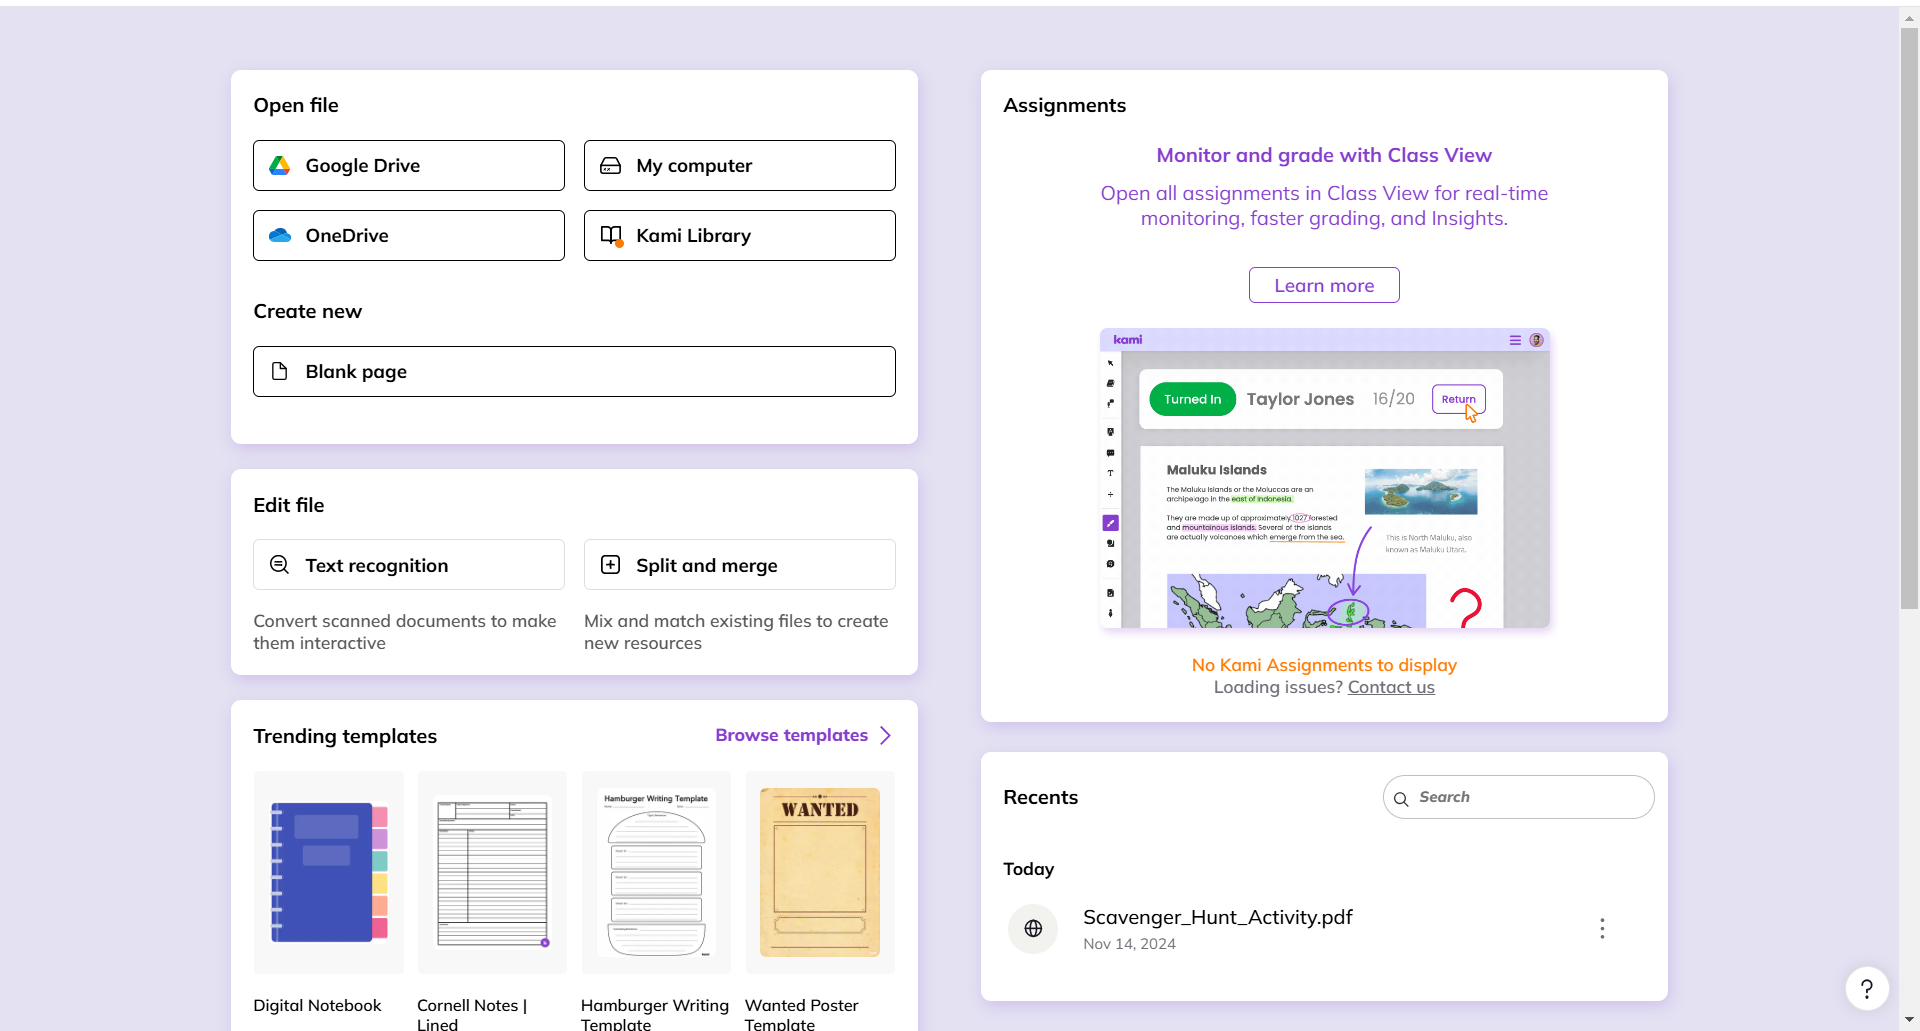 Open file
Google Drive
My computer
OneDrive
Kami Library
Create new
Blank page
Edit file
Text recognition
Split and merge
Convert scanned documents to make
them interactive
Mix and match existing files to create
new resources
Trending templates
Browse templates
Hamburger Writing Template
WANTED
Digital Notebook
Cornell Notes |
Lined
Hamburger Writing
Template
Wanted Poster
Template
Assignments
Monitor and grade with Class View
Open all assignments in Class View for real-time
monitoring, faster grading, and Insights.
Learn more
kami
Turned In
Taylor Jones
16/20
Return
Maluku Islands
The Maluku Islands or the Moluccas are an
archipelago in the east of Indonesia.
They are made up of approximately 1027 forested
and mountainous islands. Several of the islands
are actually volcanoes which emerge from the sea.
This is North Maluku, also
known as Maluku Utara.
No Kami Assignments to display
Loading issues? Contact us
Recents
Search
Today
Scavenger_Hunt_Activity.pdf
Nov 14, 2024
?